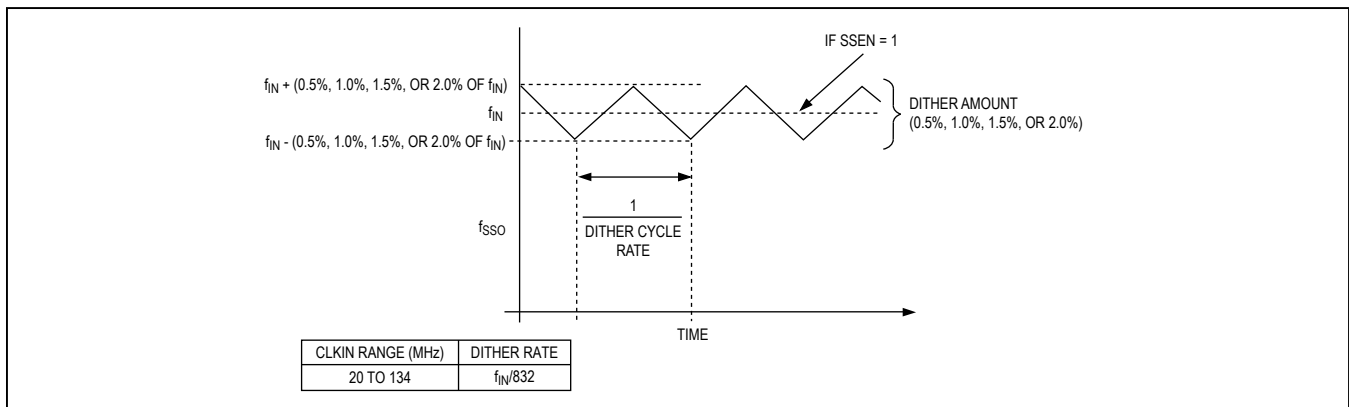 IF SSEN = 1
fIN + (0.5%, 1.0%, 1.5%, OR 2.0% OF fIN)
fIN
fIN - (0.5%, 1.0%, 1.5%, OR 2.0% OF fIN)
DITHER AMOUNT
(0.5%, 1.0%, 1.5%, OR 2.0%)
1
DITHER CYCLE
RATE
fSSO
TIME
CLKIN RANGE (MHz) DITHER RATE
20 TO 134 fIN/832